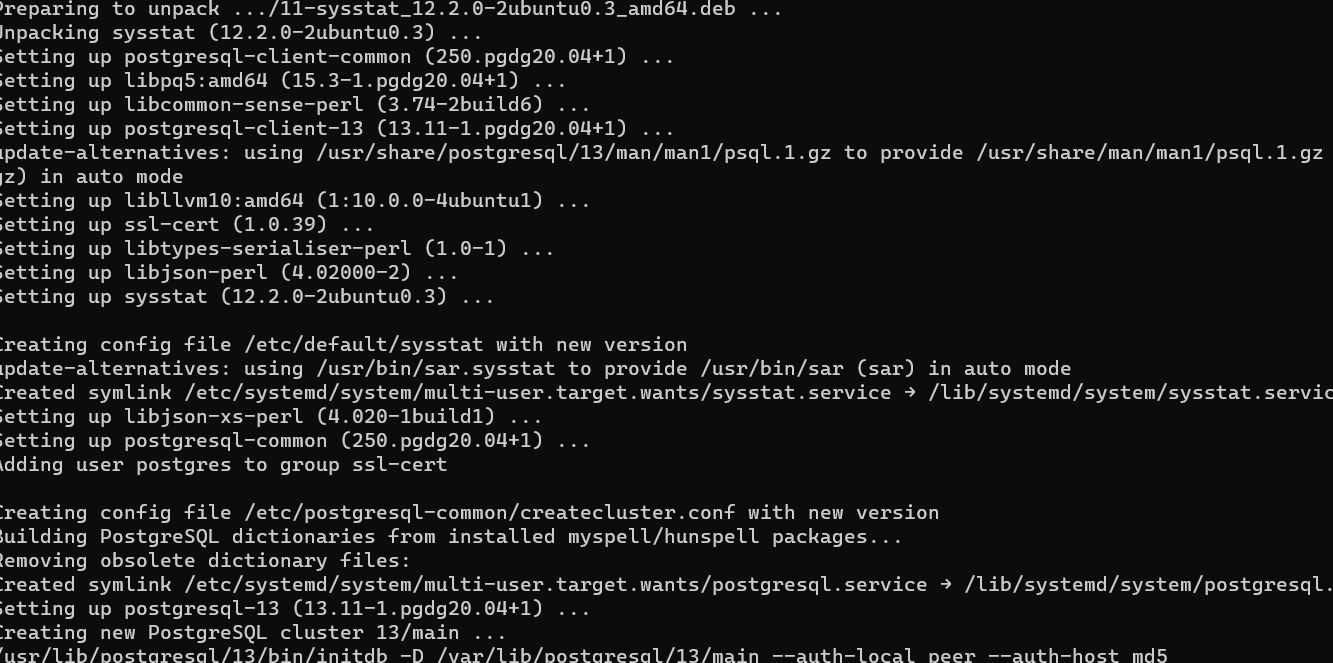 Preparing to unpack .../11-sysstat_12.2.0-2ubuntu0.3_amd64.deb ...
Unpacking sysstat (12.2.0-2ubuntu0.3) ...
Setting up postgresql-client-common (250.pgdg20.04+1) ...
Setting up libpq5:amd64 (15.3-1.pgdg20.04+1) ...
Setting up libcommon-sense-perl (3.74-2build6) ...
Setting up postgresql-client-13 (13.11-1.pgdg20.04+1) ...
update-alternatives: using /usr/share/postgresql/13/man/man1/psql.1.gz to provide /usr/share/man/man1/psql.1.gz
gz) in auto mode
Setting up libllvm10:amd64 (1:10.0.0-4ubuntu1) ...
Setting up ssl-cert (1.0.39) ...
Setting up libtypes-serialiser-perl (1.0-1) ...
Setting up libjson-perl (4.02000-2) ...
Setting up sysstat (12.2.0-2ubuntu0.3) ...

Creating config file /etc/default/sysstat with new version
update-alternatives: using /usr/bin/sar.sysstat to provide /usr/bin/sar (sar) in auto mode
Created symlink /etc/systemd/system/multi-user.target.wants/sysstat.service → /lib/systemd/system/sysstat.servic
Setting up libjson-xs-perl (4.020-1build1) ...
Setting up postgresql-common (250.pgdg20.04+1) ...
Adding user postgres to group ssl-cert

Creating config file /etc/postgresql-common/createcluster.conf with new version
Building PostgreSQL dictionaries from installed myspell/hunspell packages...
Removing obsolete dictionary files:
Created symlink /etc/systemd/system/multi-user.target.wants/postgresql.service → /lib/systemd/system/postgresql.
Setting up postgresql-13 (13.11-1.pgdg20.04+1) ...
Creating new PostgreSQL cluster 13/main ...
/usr/lib/postgresql/13/bin/initdb -D /var/lib/postgresql/13/main --auth-local peer --auth-host md5